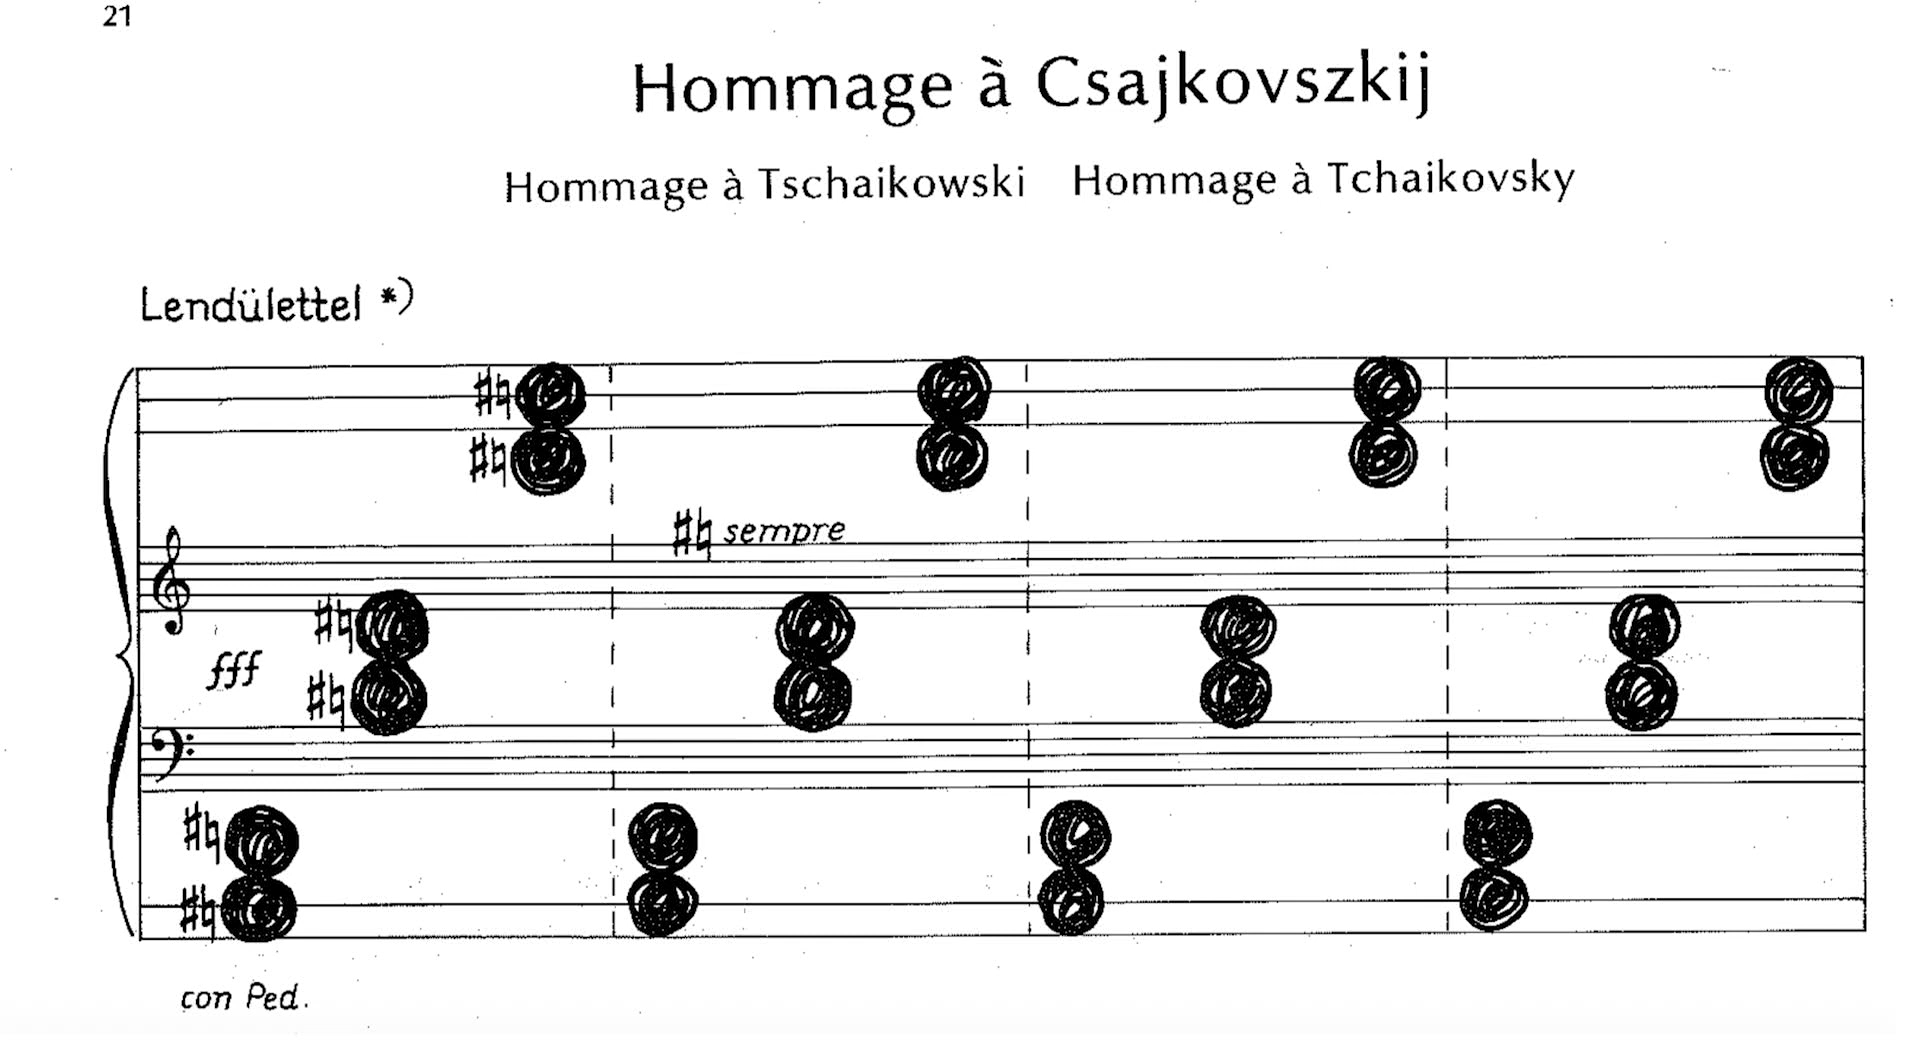 21
Hommage à Csajkovszkij
Hommage à Tschaikowski Hommage à Tchaikovsky
Lendülettel *)
sempre
fff
con Ped.